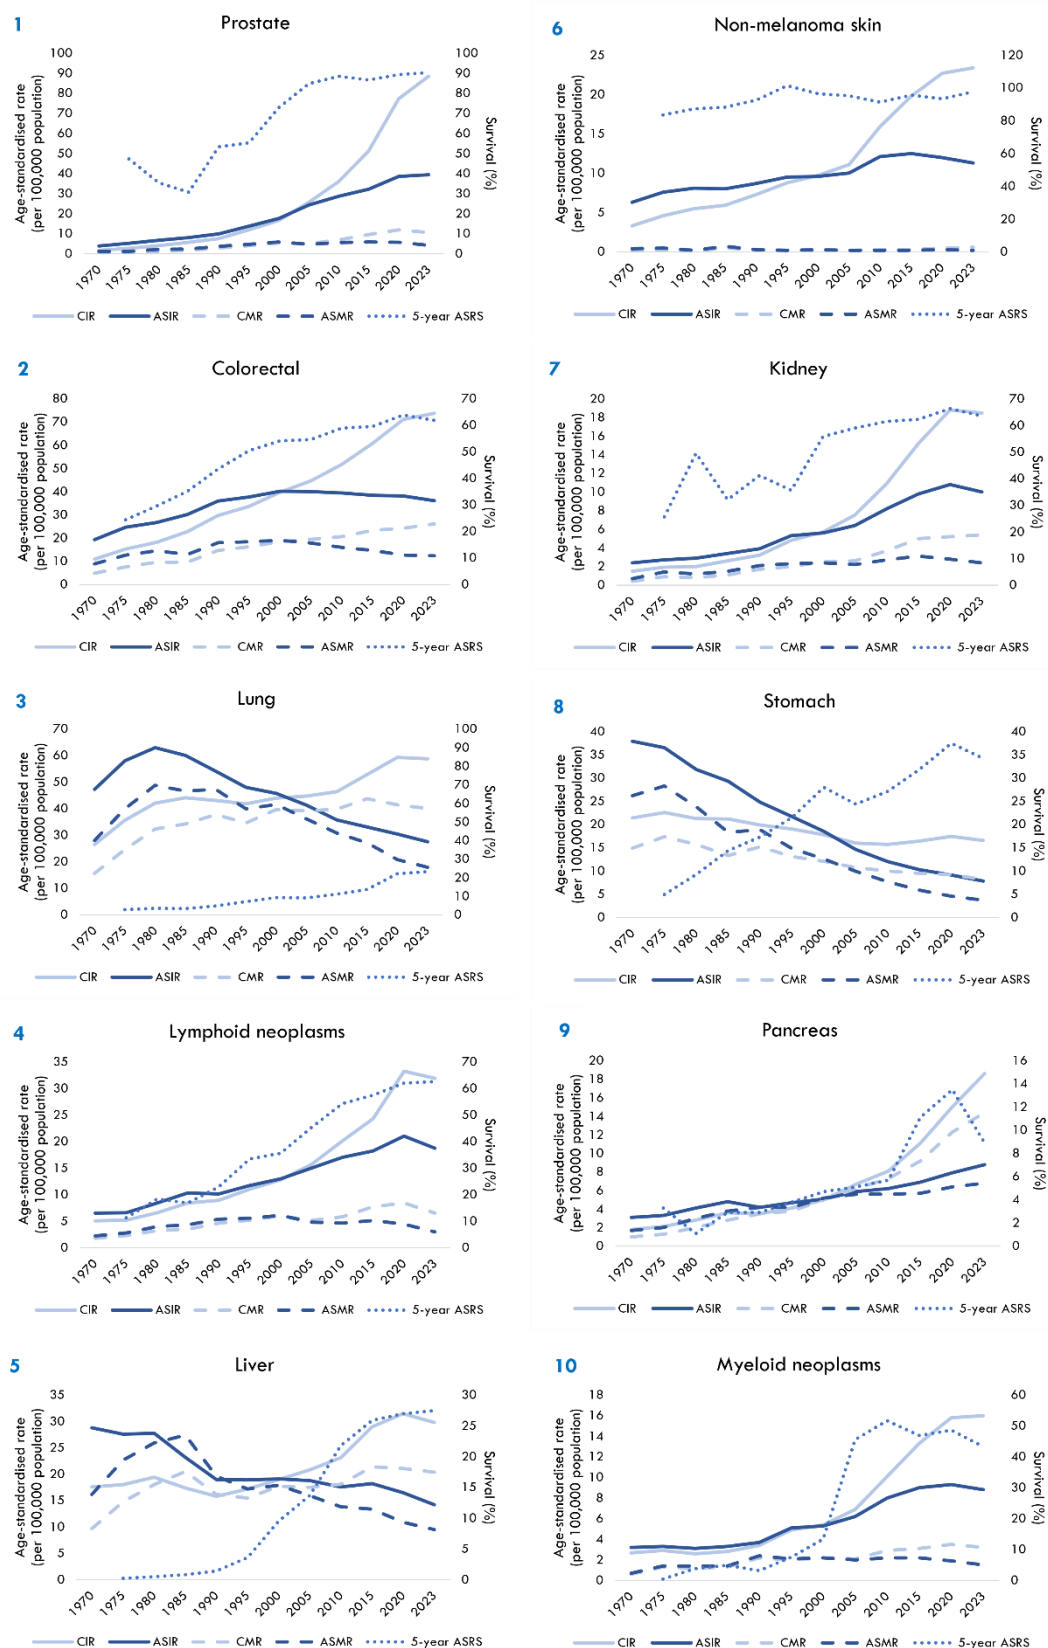 1 Prostate
Age-standardised rate
(per 100,000 population)
100
90
80
70
60
50
40
30
20
10
0
100
90
80
70
60
50
40
30
20
10
0
Survival (%)
1970 1975 1980 1985 1990 1995 2000 2005 2010 2015 2020 2023
CIR ASIR CMR ASMR 5-year ASRS
6 Non-melanoma skin
Age-standardised rate
(per 100,000 population)
25
20
15
10
5
0
120
100
80
60
40
20
0
Survival (%)
1970 1975 1980 1985 1990 1995 2000 2005 2010 2015 2020 2023
CIR ASIR CMR ASMR 5-year ASRS
2 Colorectal
Age-standardised rate
(per 100,000 population)
80
70
60
50
40
30
20
10
0
70
60
50
40
30
20
10
0
Survival (%)
1970 1975 1980 1985 1990 1995 2000 2005 2010 2015 2020 2023
CIR ASIR CMR ASMR 5-year ASRS
7 Kidney
Age-standardised rate
(per 100,000 population)
20
18
16
14
12
10
8
6
4
2
0
70
60
50
40
30
20
10
0
Survival (%)
1970 1975 1980 1985 1990 1995 2000 2005 2010 2015 2020 2023
CIR ASIR CMR ASMR 5-year ASRS
3 Lung
Age-standardised rate
(per 100,000 population)
70
60
50
40
30
20
10
0
100
90
80
70
60
50
40
30
20
10
0
Survival (%)
1970 1975 1980 1985 1990 1995 2000 2005 2010 2015 2020 2023
CIR ASIR CMR ASMR 5-year ASRS
8 Stomach
Age-standardised rate
(per 100,000 population)
40
35
30
25
20
15
10
5
0
40
35
30
25
20
15
10
5
0
Survival (%)
1970 1975 1980 1985 1990 1995 2000 2005 2010 2015 2020 2023
CIR ASIR CMR ASMR 5-year ASRS
4 Lymphoid neoplasms
Age-standardised rate
(per 100,000 population)
35
30
25
20
15
10
5
0
70
60
50
40
30
20
10
0
Survival (%)
1970 1975 1980 1985 1990 1995 2000 2005 2010 2015 2020 2023
CIR ASIR CMR ASMR 5-year ASRS
9 Pancreas
Age-standardised rate
(per 100,000 population)
20
18
16
14
12
10
8
6
4
2
0
16
14
12
10
8
6
4
2
0
Survival (%)
1970 1975 1980 1985 1990 1995 2000 2005 2010 2015 2020 2023
CIR ASIR CMR ASMR 5-year ASRS
5 Liver
Age-standardised rate
(per 100,000 population)
35
30
25
20
15
10
5
0
30
25
20
15
10
5
0
Survival (%)
1970 1975 1980 1985 1990 1995 2000 2005 2010 2015 2020 2023
CIR ASIR CMR ASMR 5-year ASRS
10 Myeloid neoplasms
Age-standardised rate
(per 100,000 population)
18
16
14
12
10
8
6
4
2
0
60
50
40
30
20
10
0
Survival (%)
1970 1975 1980 1985 1990 1995 2000 2005 2010 2015 2020 2023
CIR ASIR CMR ASMR 5-year ASRS